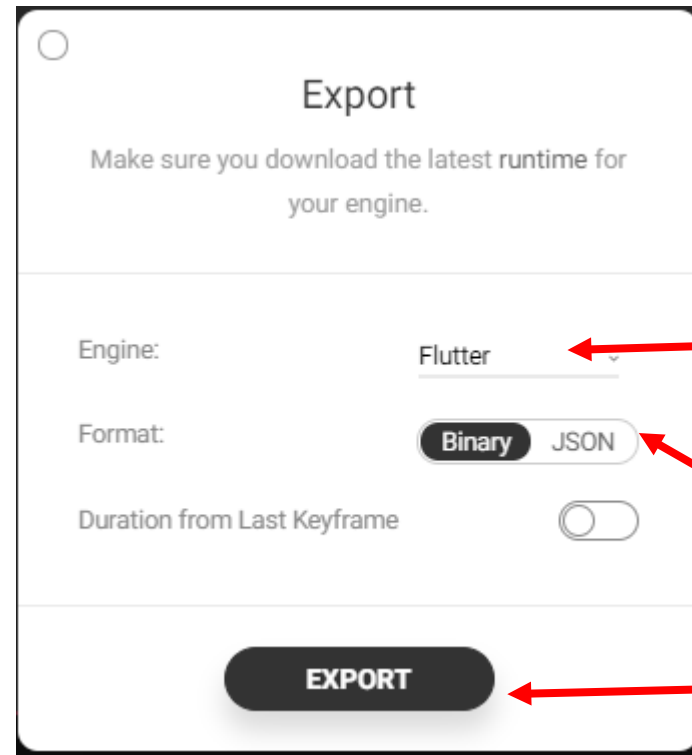 Export
Make sure you download the latest runtime for
your engine.
Engine: Flutter
Format: Binary JSON
Duration from Last Keyframe
EXPORT